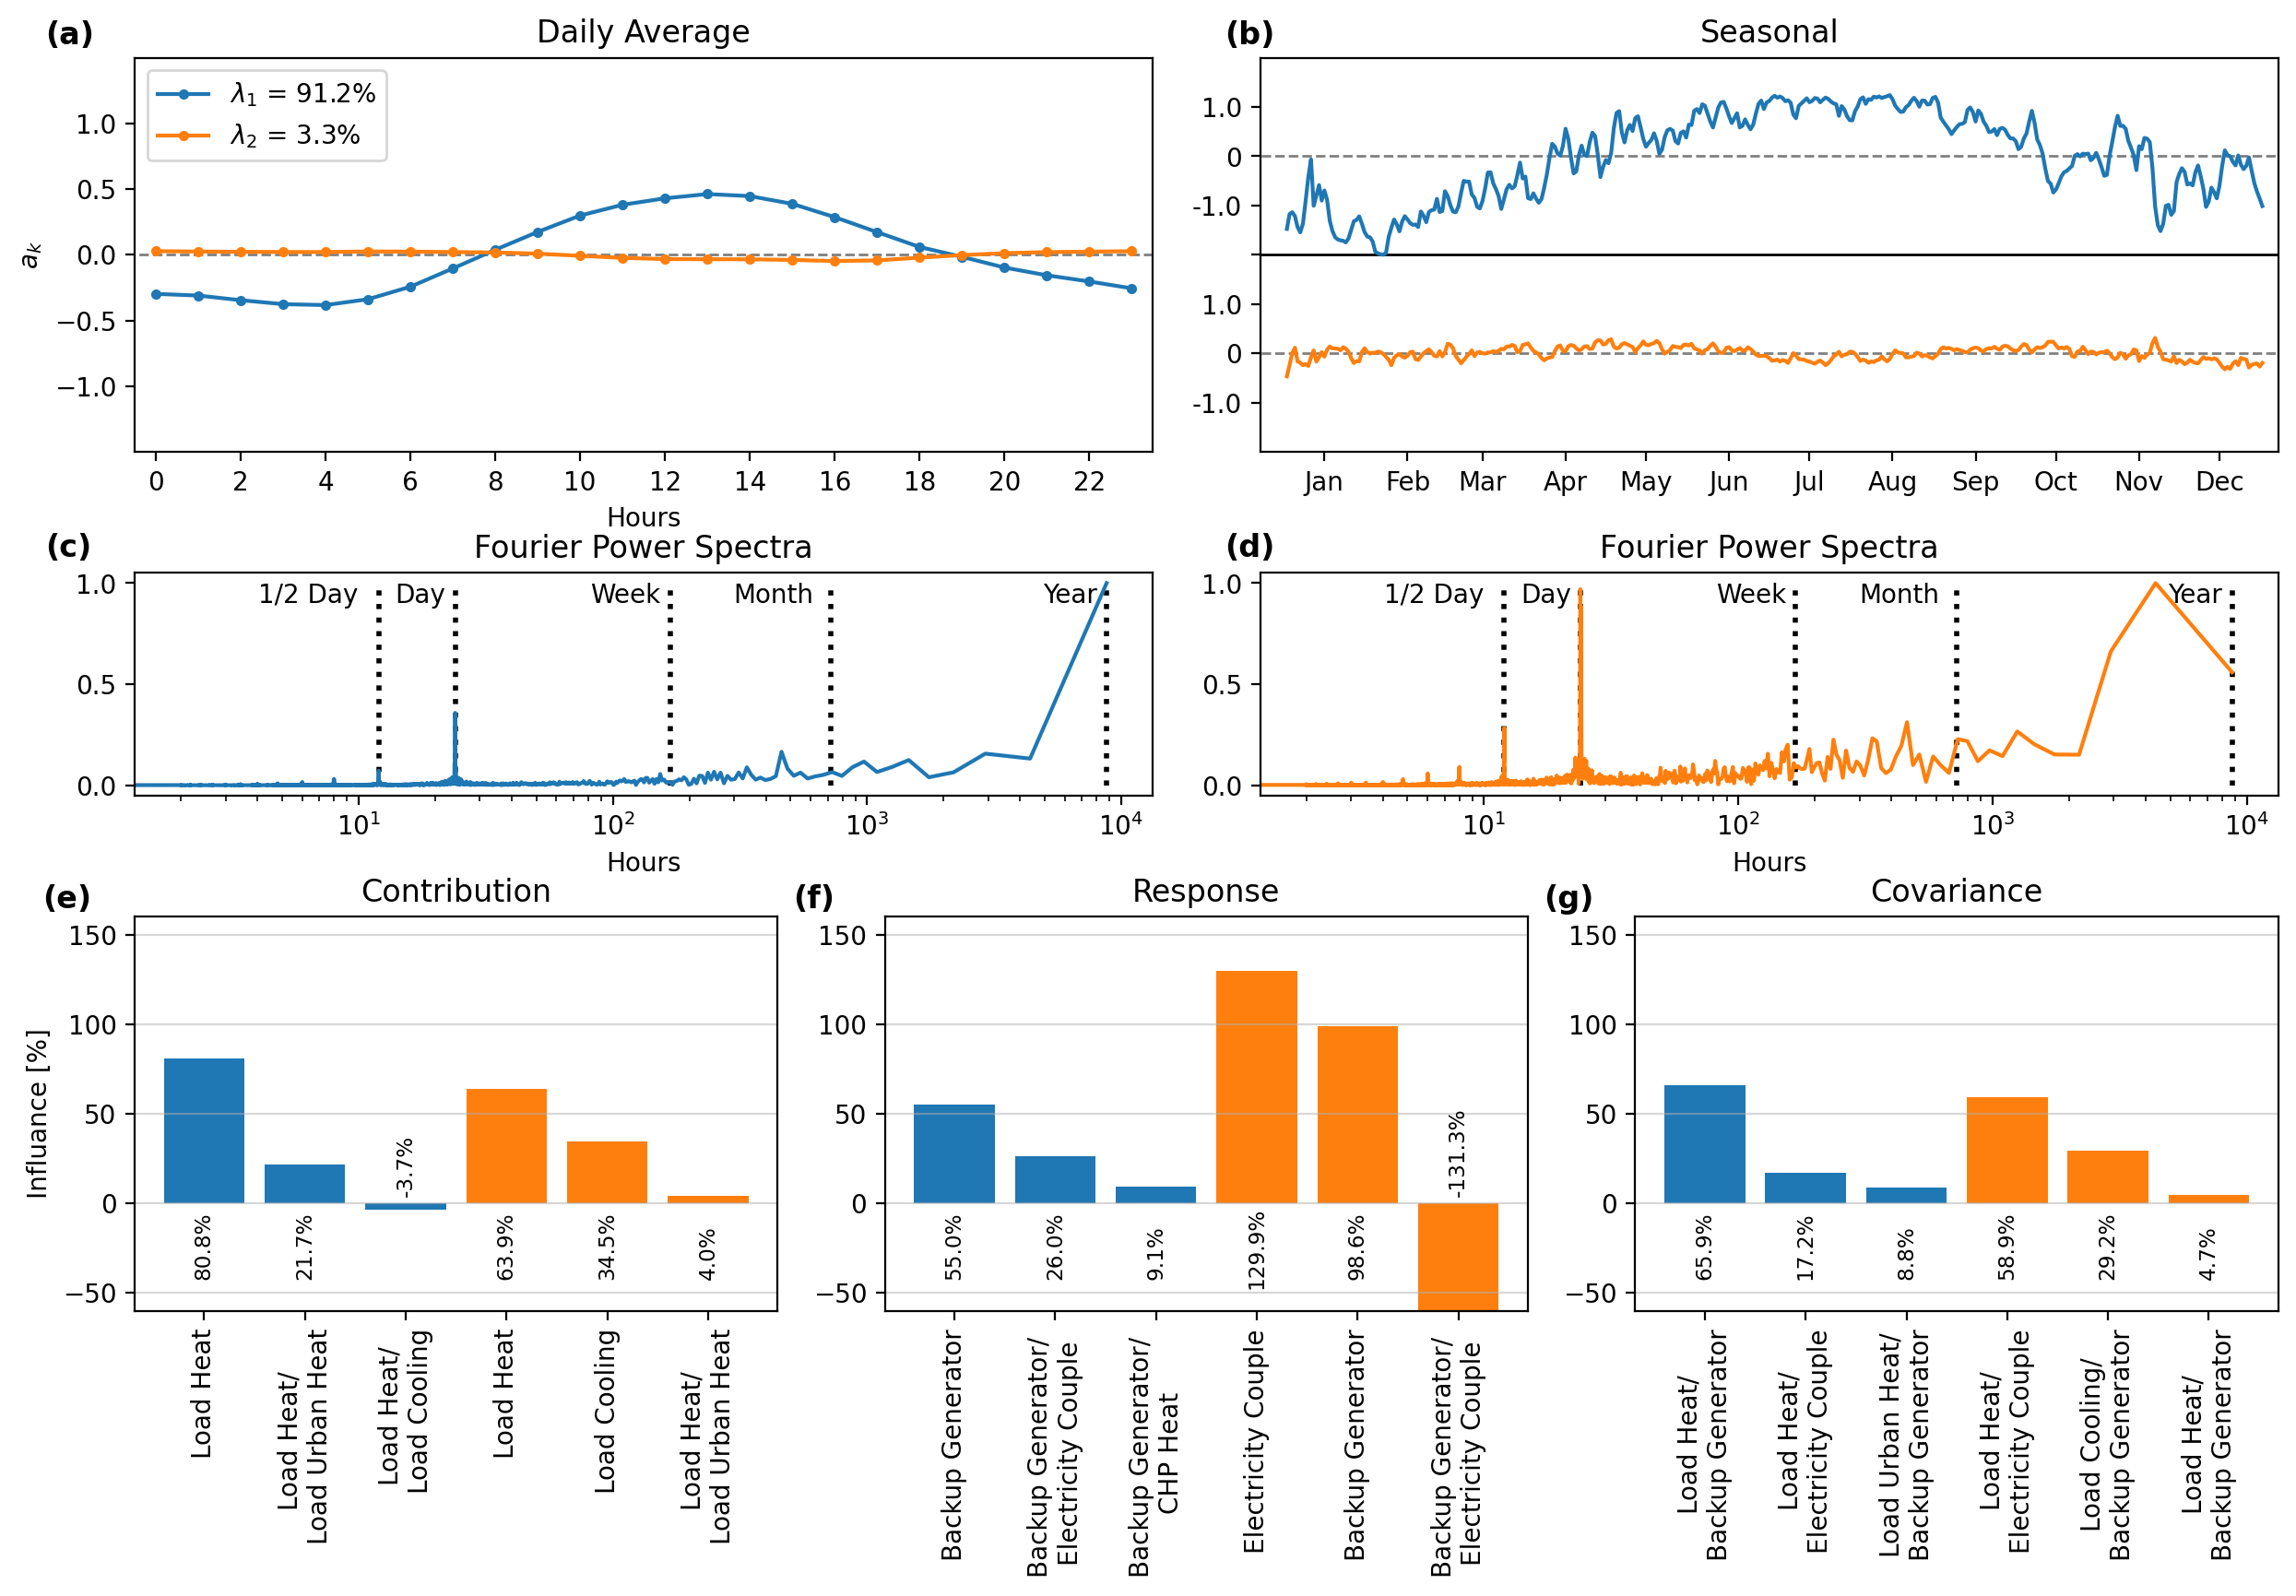 (a)
Daily Average
λ1 = 91.2%
λ2 = 3.3%
1.0
0.5
0.0
−0.5
−1.0
a_k
0 2 4 6 8 10 12 14 16 18 20 22
Hours
(b)
Seasonal
1.0
0
-1.0
1.0
0
-1.0
Jan Feb Mar Apr May Jun Jul Aug Sep Oct Nov Dec
(c)
Fourier Power Spectra
1/2 Day Day Week Month Year
1.0
0.5
0.0
10^1 10^2 10^3 10^4
Hours
(d)
Fourier Power Spectra
1/2 Day Day Week Month Year
1.0
0.5
0.0
10^1 10^2 10^3 10^4
Hours
(e)
Contribution
Influance [%]
150
100
50
0
−50
80.8%
21.7%
-3.7%
63.9%
34.5%
4.0%
Load Heat
Load Heat/
Load Urban Heat
Load Heat/
Load Cooling
Load Heat
Load Cooling
Load Heat/
Load Urban Heat
(f)
Response
150
100
50
0
−50
55.0%
26.0%
9.1%
129.9%
98.6%
-131.3%
Backup Generator
Backup Generator/
Electricity Couple
Backup Generator/
CHP Heat
Electricity Couple
Backup Generator
Backup Generator/
Electricity Couple
(g)
Covariance
150
100
50
0
−50
65.9%
17.2%
8.8%
58.9%
29.2%
4.7%
Load Heat/
Backup Generator
Load Heat/
Electricity Couple
Load Urban Heat/
Backup Generator
Load Heat/
Electricity Couple
Load Cooling/
Backup Generator
Load Heat/
Backup Generator